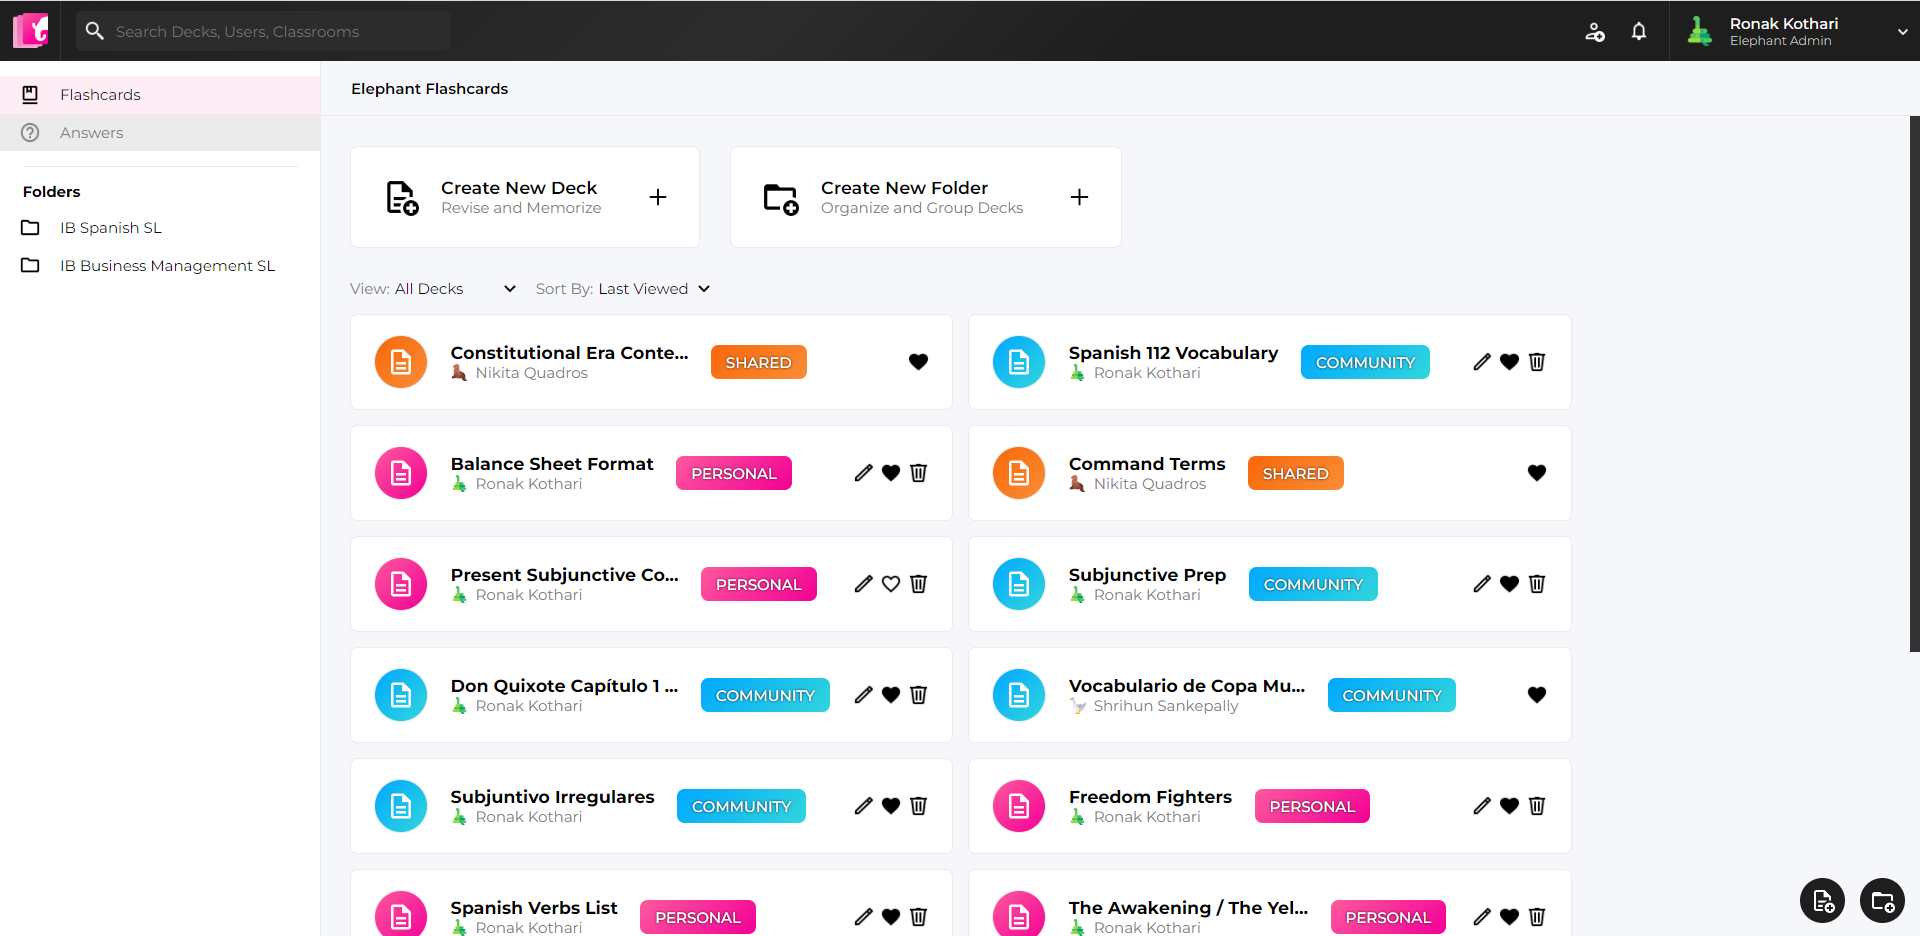 Search Decks, Users, Classrooms
Ronak Kothari
Elephant Admin
Flashcards
Answers
Folders
IB Spanish SL
IB Business Management SL
Elephant Flashcards
Create New Deck
Revise and Memorize
Create New Folder
Organize and Group Decks
View: All Decks
Sort By: Last Viewed
Constitutional Era Conte...
Nikita Quadros
SHARED
Spanish 112 Vocabulary
Ronak Kothari
COMMUNITY
Balance Sheet Format
Ronak Kothari
PERSONAL
Command Terms
Nikita Quadros
SHARED
Present Subjunctive Co...
Ronak Kothari
PERSONAL
Subjunctive Prep
Ronak Kothari
COMMUNITY
Don Quixote Capítulo 1 ...
Ronak Kothari
COMMUNITY
Vocabulario de Copa Mu...
Shrihun Sankepally
COMMUNITY
Subjuntivo Irregulares
Ronak Kothari
COMMUNITY
Freedom Fighters
Ronak Kothari
PERSONAL
Spanish Verbs List
Ronak Kothari
PERSONAL
The Awakening / The Yel...
Ronak Kothari
PERSONAL